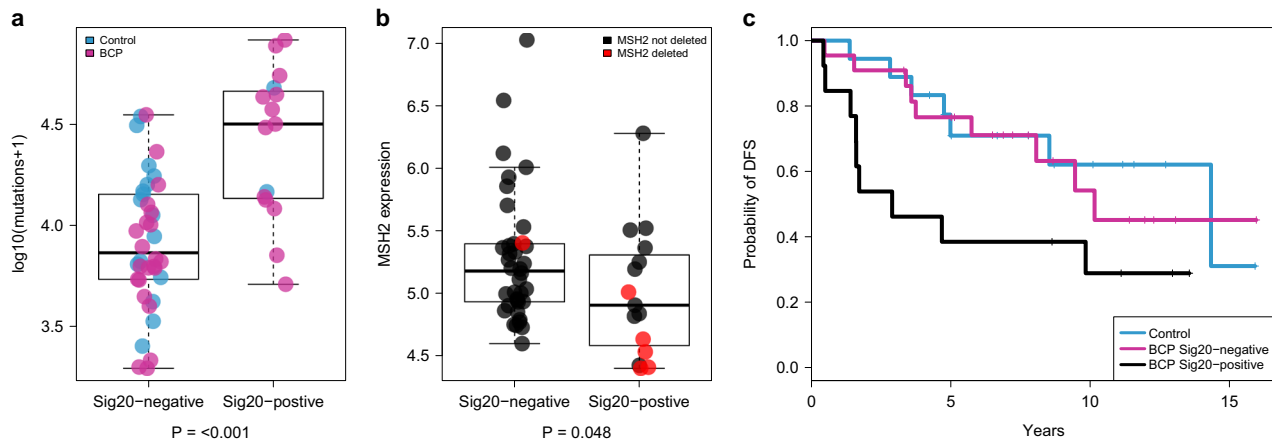 a
Control
BCP
log10(mutations+1)
4.5
4.0
3.5
Sig20−negative
Sig20−postive
P = <0.001
b
MSH2 not deleted
MSH2 deleted
MSH2 expression
7.0
6.5
6.0
5.5
5.0
4.5
Sig20−negative
Sig20−postive
P = 0.048
c
Probability of DFS
1.0
0.8
0.6
0.4
0.2
0.0
0
5
10
15
Years
Control
BCP Sig20−negative
BCP Sig20−positive